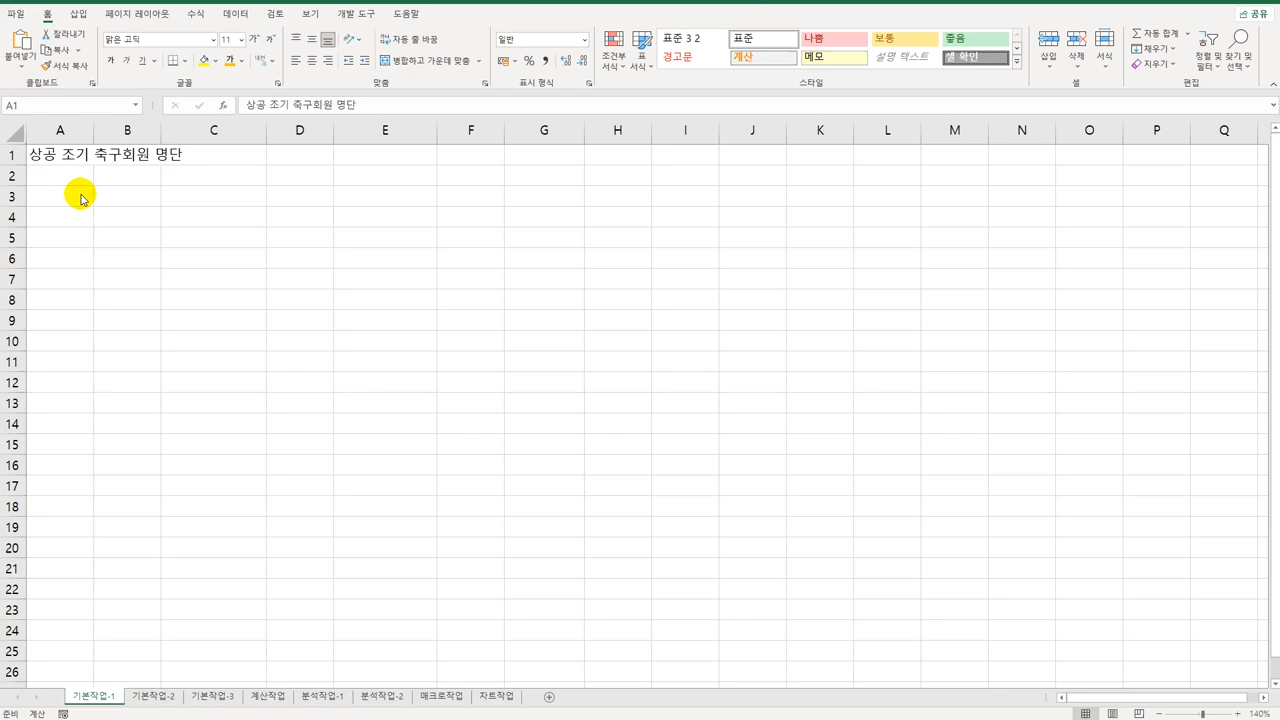 파일 홈 삽입 페이지 레이아웃 수식 데이터 검토 보기 개발 도구 도움말 공유
붙여넣기 잘라내기 복사 서식 복사
맑은 고딕 11
가 가 가 가 가
자동 줄 바꿈
병합하고 가운데 맞춤
일반
% ,
조건부 서식 표 서식
표준 3 2 표준 나쁨 보통 좋음
경고문 계산 메모 설명 텍스트 셀 확인
삽입 삭제 서식
자동 합계 채우기 지우기
정렬 및 필터 찾기 및 선택
클립보드 글꼴 맞춤 표시 형식 스타일 셀 편집
A1 fx 상공 조기 축구회원 명단
A B C D E F G H I J K L M N O P Q
1 상공 조기 축구회원 명단
2
3
4
5
6
7
8
9
10
11
12
13
14
15
16
17
18
19
20
21
22
23
24
25
26
기본작업-1 기본작업-2 기본작업-3 계산작업 분석작업-1 분석작업-2 매크로작업 차트작업
준비 계산 140%